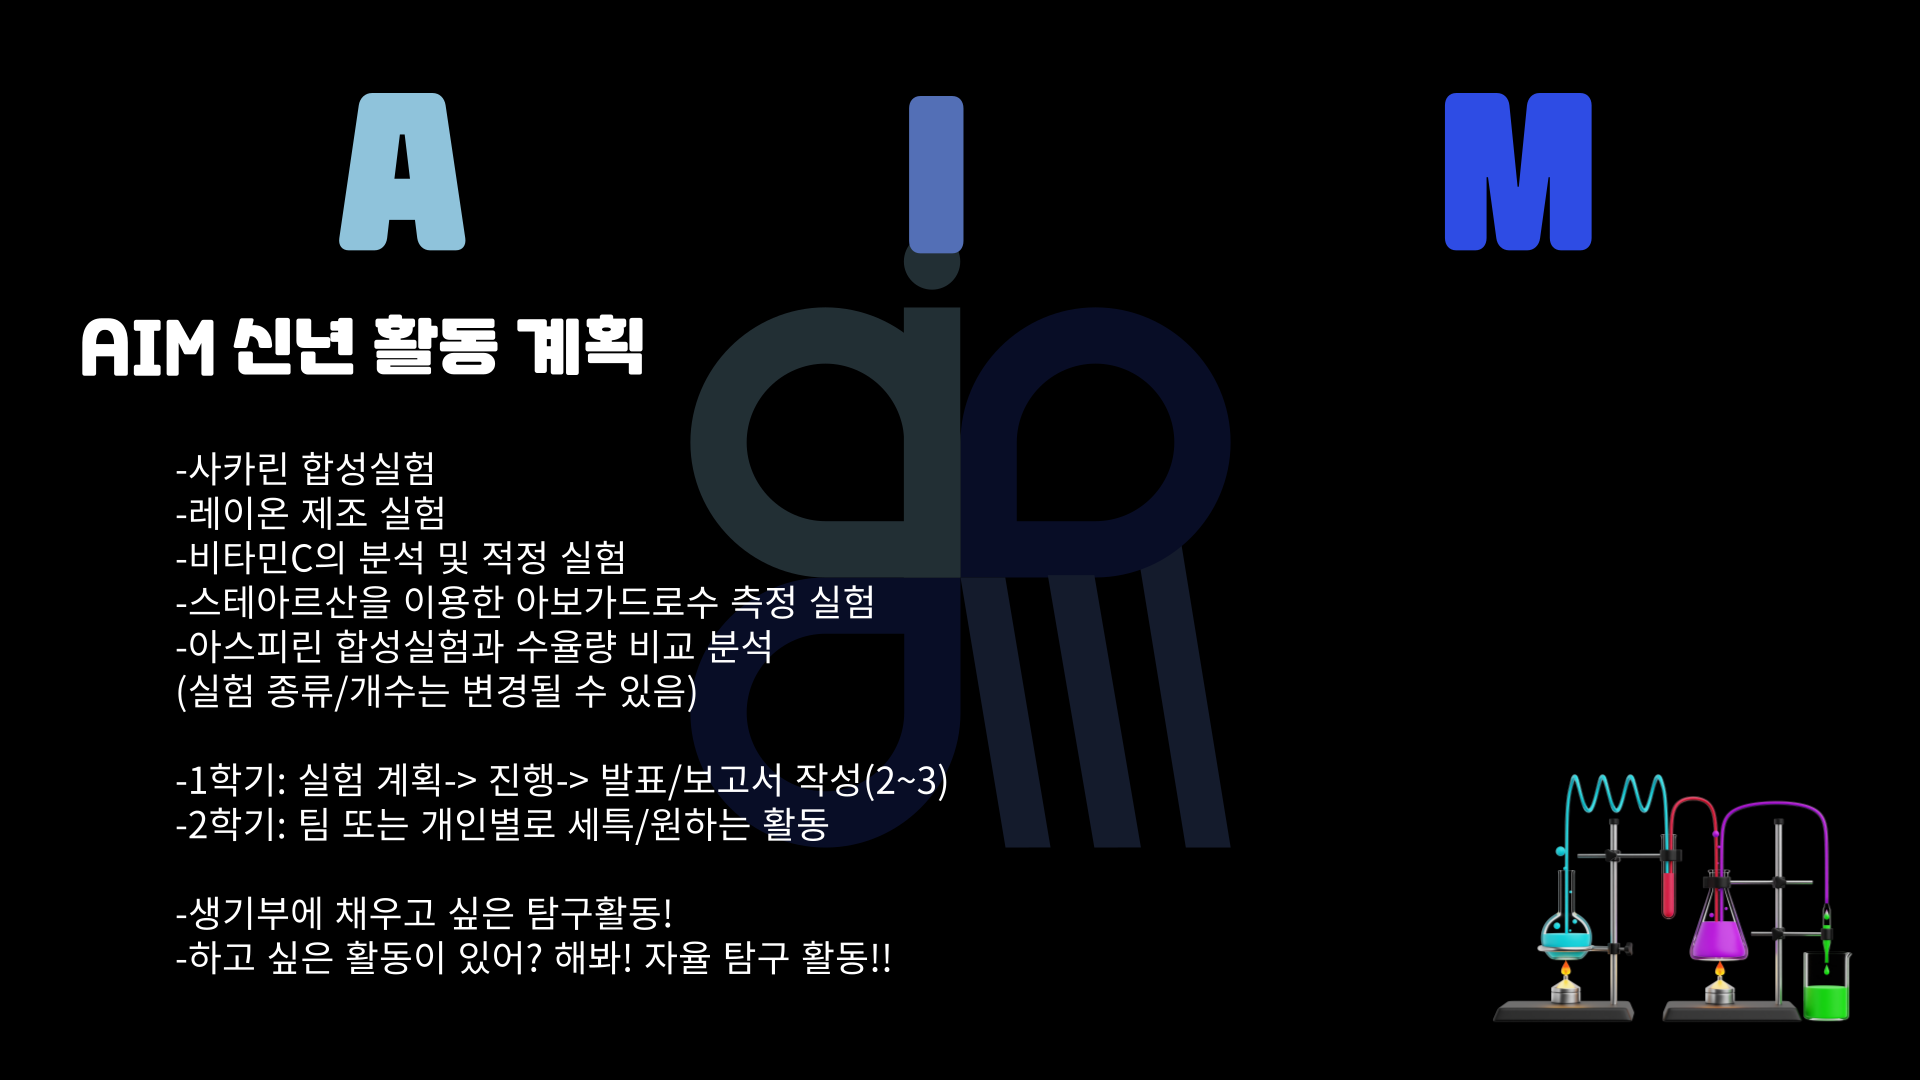 A I M
AIM 신년 활동 계획
-사카린 합성실험
-레이온 제조 실험
-비타민C의 분석 및 적정 실험
-스테아르산을 이용한 아보가드로수 측정 실험
-아스피린 합성실험과 수율량 비교 분석
(실험 종류/개수는 변경될 수 있음)
-1학기: 실험 계획-> 진행-> 발표/보고서 작성(2~3)
-2학기: 팀 또는 개인별로 세특/원하는 활동
-생기부에 채우고 싶은 탐구활동!
-하고 싶은 활동이 있어? 해봐! 자율 탐구 활동!!